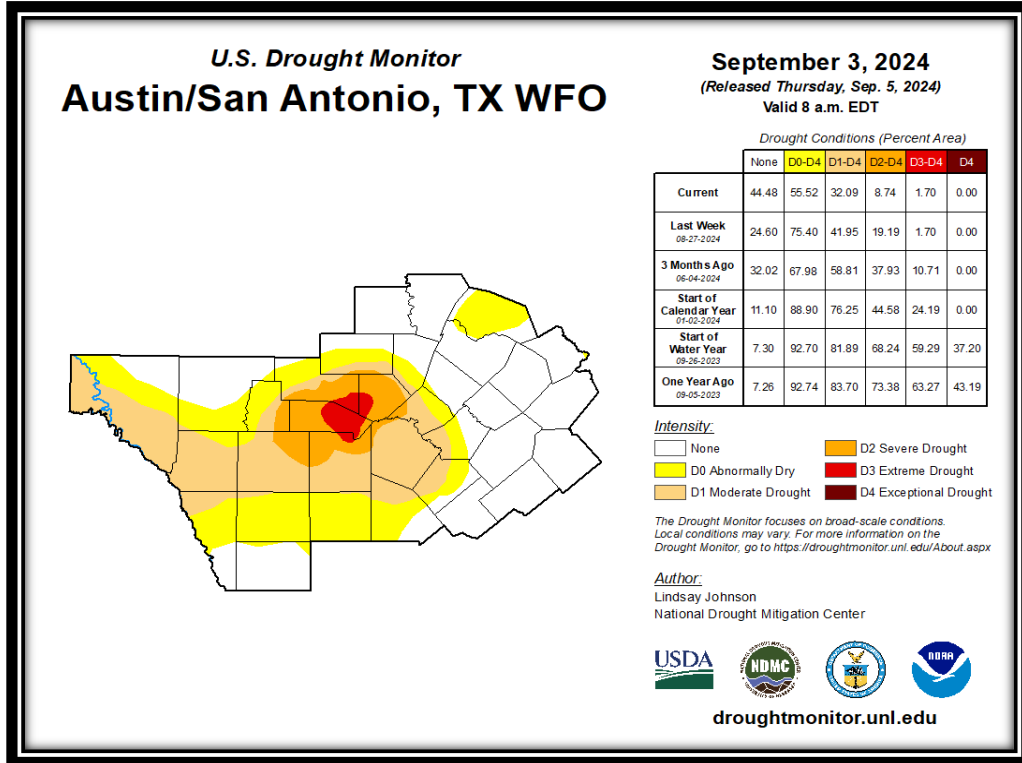 U.S. Drought Monitor
Austin/San Antonio, TX WFO
September 3, 2024
(Released Thursday, Sep. 5, 2024)
Valid 8 a.m. EDT
Drought Conditions (Percent Area)
None D0-D4 D1-D4 D2-D4 D3-D4 D4
Current 44.48 55.52 32.09 8.74 1.70 0.00
Last Week
08-27-2024 24.60 75.40 41.95 19.19 1.70 0.00
3 Months Ago
06-04-2024 32.02 67.98 58.81 37.93 10.71 0.00
Start of
Calendar Year
01-02-2024 11.10 88.90 76.25 44.58 24.19 0.00
Start of
Water Year
09-26-2023 7.30 92.70 81.89 68.24 59.29 37.20
One Year Ago
09-05-2023 7.26 92.74 83.70 73.38 63.27 43.19
Intensity:
None
D0 Abnormally Dry
D1 Moderate Drought
D2 Severe Drought
D3 Extreme Drought
D4 Exceptional Drought
The Drought Monitor focuses on broad-scale conditions.
Local conditions may vary. For more information on the
Drought Monitor, go to https://droughtmonitor.unl.edu/About.aspx
Author:
Lindsay Johnson
National Drought Mitigation Center
USDA
NDMC
NOAA
droughtmonitor.unl.edu